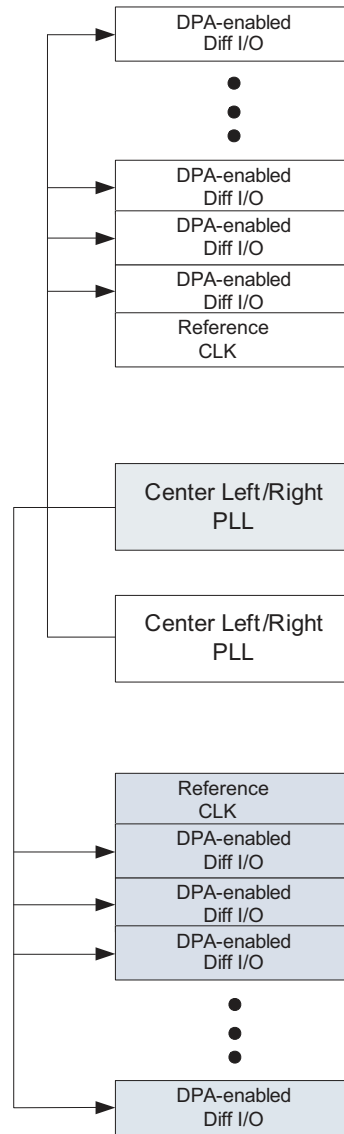 DPA-enabled
Diff I/O
DPA-enabled
Diff I/O
DPA-enabled
Diff I/O
DPA-enabled
Diff I/O
Reference
CLK
Center Left/Right
PLL
Center Left/Right
PLL
Reference
CLK
DPA-enabled
Diff I/O
DPA-enabled
Diff I/O
DPA-enabled
Diff I/O
DPA-enabled
Diff I/O